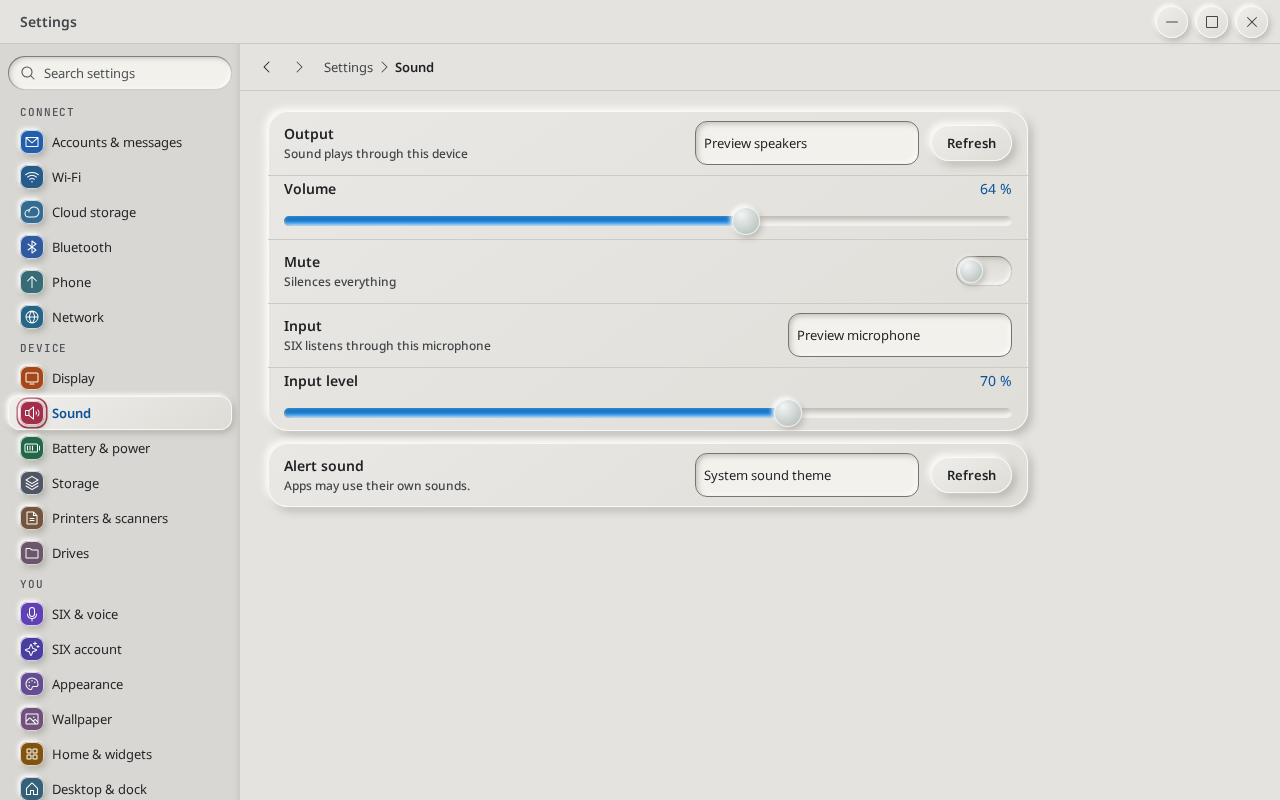 Settings
Search settings
CONNECT
Accounts & messages
Wi-Fi
Cloud storage
Bluetooth
Phone
Network
DEVICE
Display
Sound
Battery & power
Storage
Printers & scanners
Drives
YOU
SIX & voice
SIX account
Appearance
Wallpaper
Home & widgets
Desktop & dock
Settings > Sound
Output
Sound plays through this device
Preview speakers
Refresh
Volume
64 %
Mute
Silences everything
Input
SIX listens through this microphone
Preview microphone
Input level
70 %
Alert sound
Apps may use their own sounds.
System sound theme
Refresh